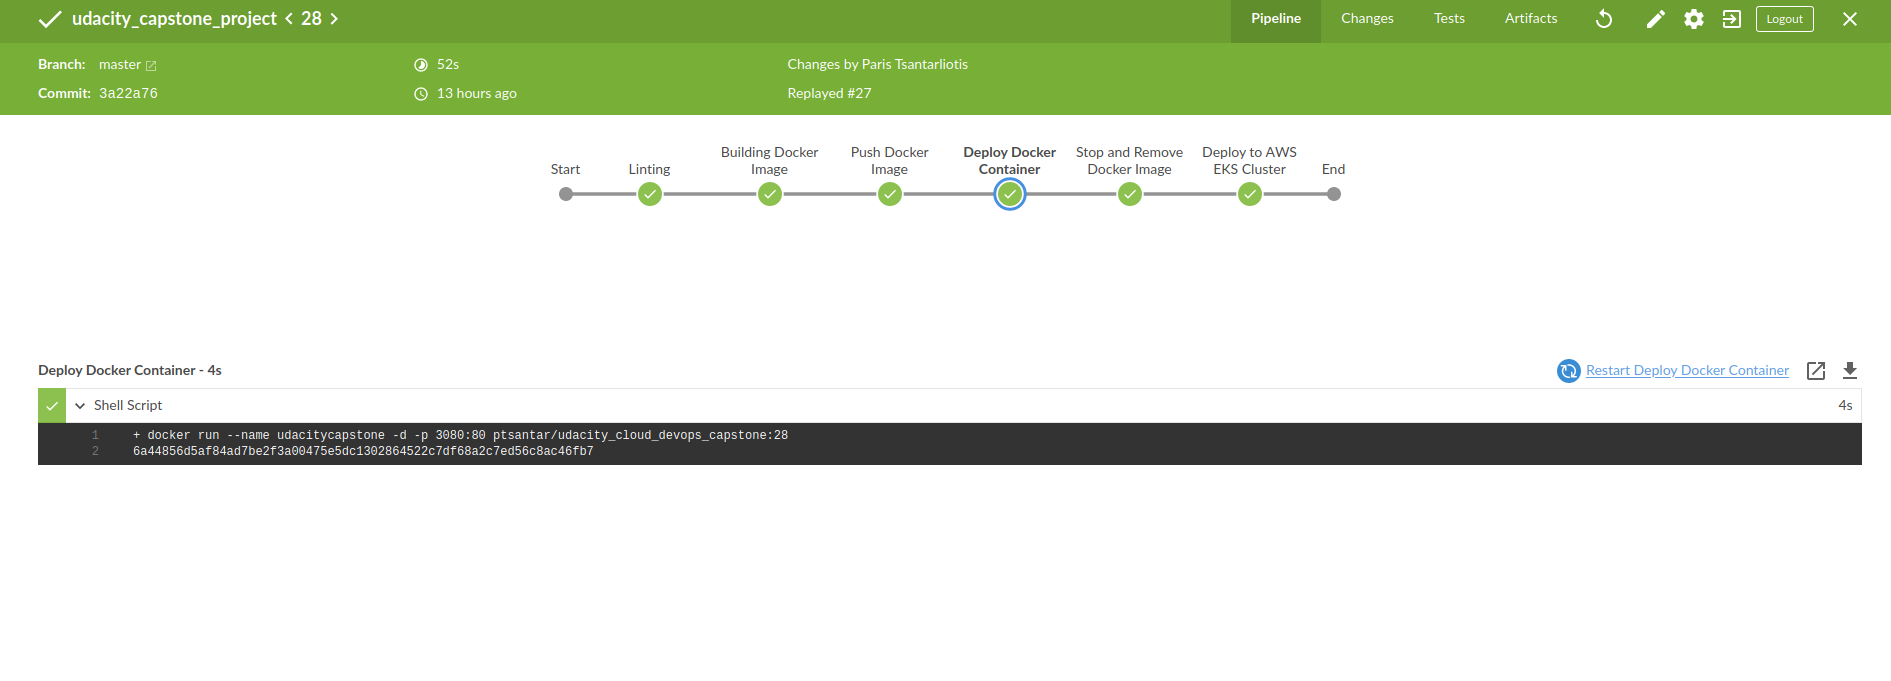 udacity_capstone_project < 28 >
Pipeline Changes Tests Artifacts Logout
Branch: master 52s Changes by Paris Tsantarliotis
Commit: 3a22a76 13 hours ago Replayed #27
Start
Linting
Building Docker
Image
Push Docker
Image
Deploy Docker
Container
Stop and Remove
Docker Image
Deploy to AWS
EKS Cluster
End
Deploy Docker Container - 4s Restart Deploy Docker Container
Shell Script 4s
1 + docker run --name udacitycapstone -d -p 3080:80 ptsantar/udacity_cloud_devops_capstone:28
2 6a44856d5af84ad7be2f3a00475e5dc1302864522c7df68a2c7ed56c8ac46fb7